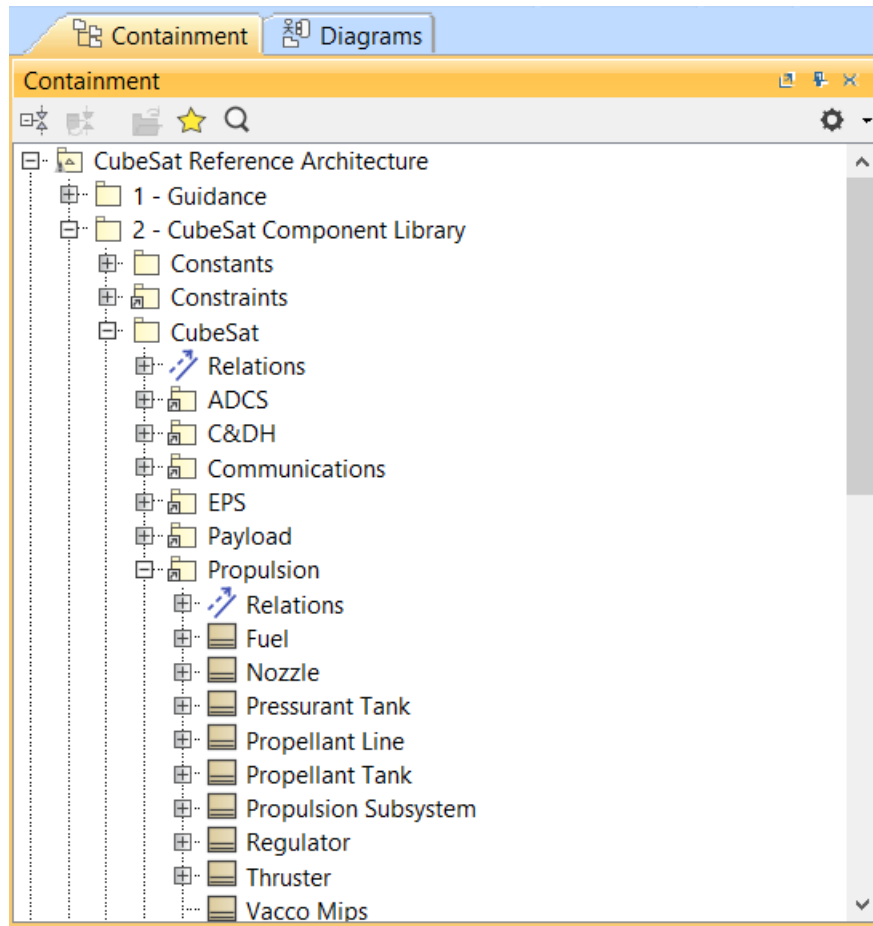 Containment Diagrams
Containment
CubeSat Reference Architecture
1 - Guidance
2 - CubeSat Component Library
Constants
Constraints
CubeSat
Relations
ADCS
C&DH
Communications
EPS
Payload
Propulsion
Relations
Fuel
Nozzle
Pressurant Tank
Propellant Line
Propellant Tank
Propulsion Subsystem
Regulator
Thruster
Vacco Mips